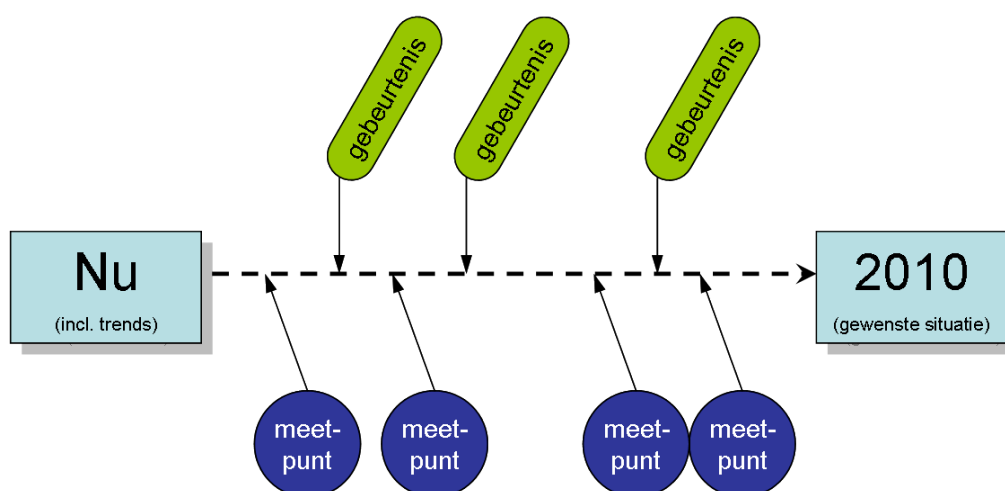 gebeurtenis
gebeurtenis
gebeurtenis
Nu
(incl. trends)
2010
(gewenste situatie)
meet-
punt
meet-
punt
meet-
punt
meet-
punt